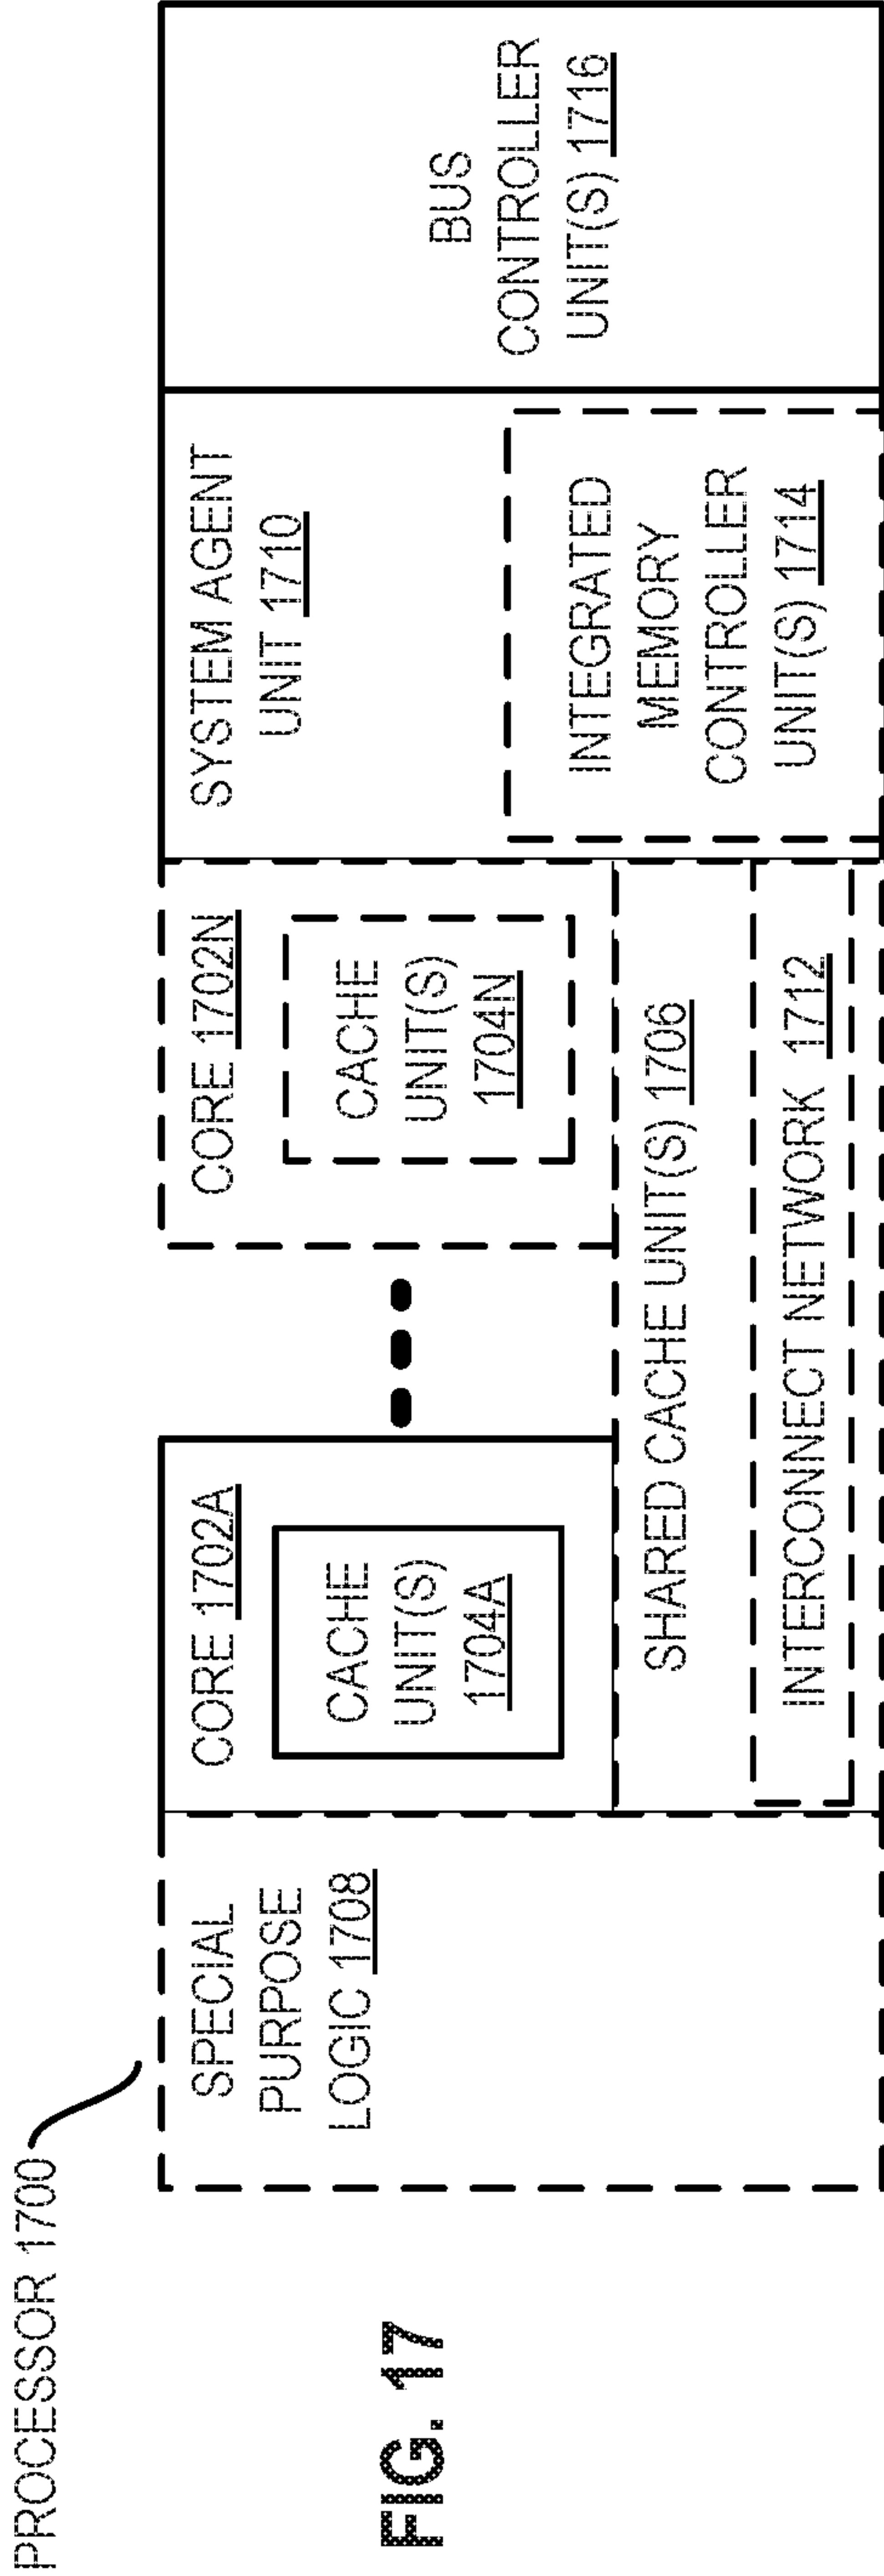 PROCESSOR 1700
SPECIAL
PURPOSE
LOGIC 1708
CORE 1702A
CACHE
UNIT(S)
1704A
CORE 1702N
CACHE
UNIT(S)
1704N
SHARED CACHE UNIT(S) 1706
INTERCONNECT NETWORK 1712
SYSTEM AGENT
UNIT 1710
INTEGRATED
MEMORY
CONTROLLER
UNIT(S) 1714
BUS
CONTROLLER
UNIT(S) 1716
FIG. 17